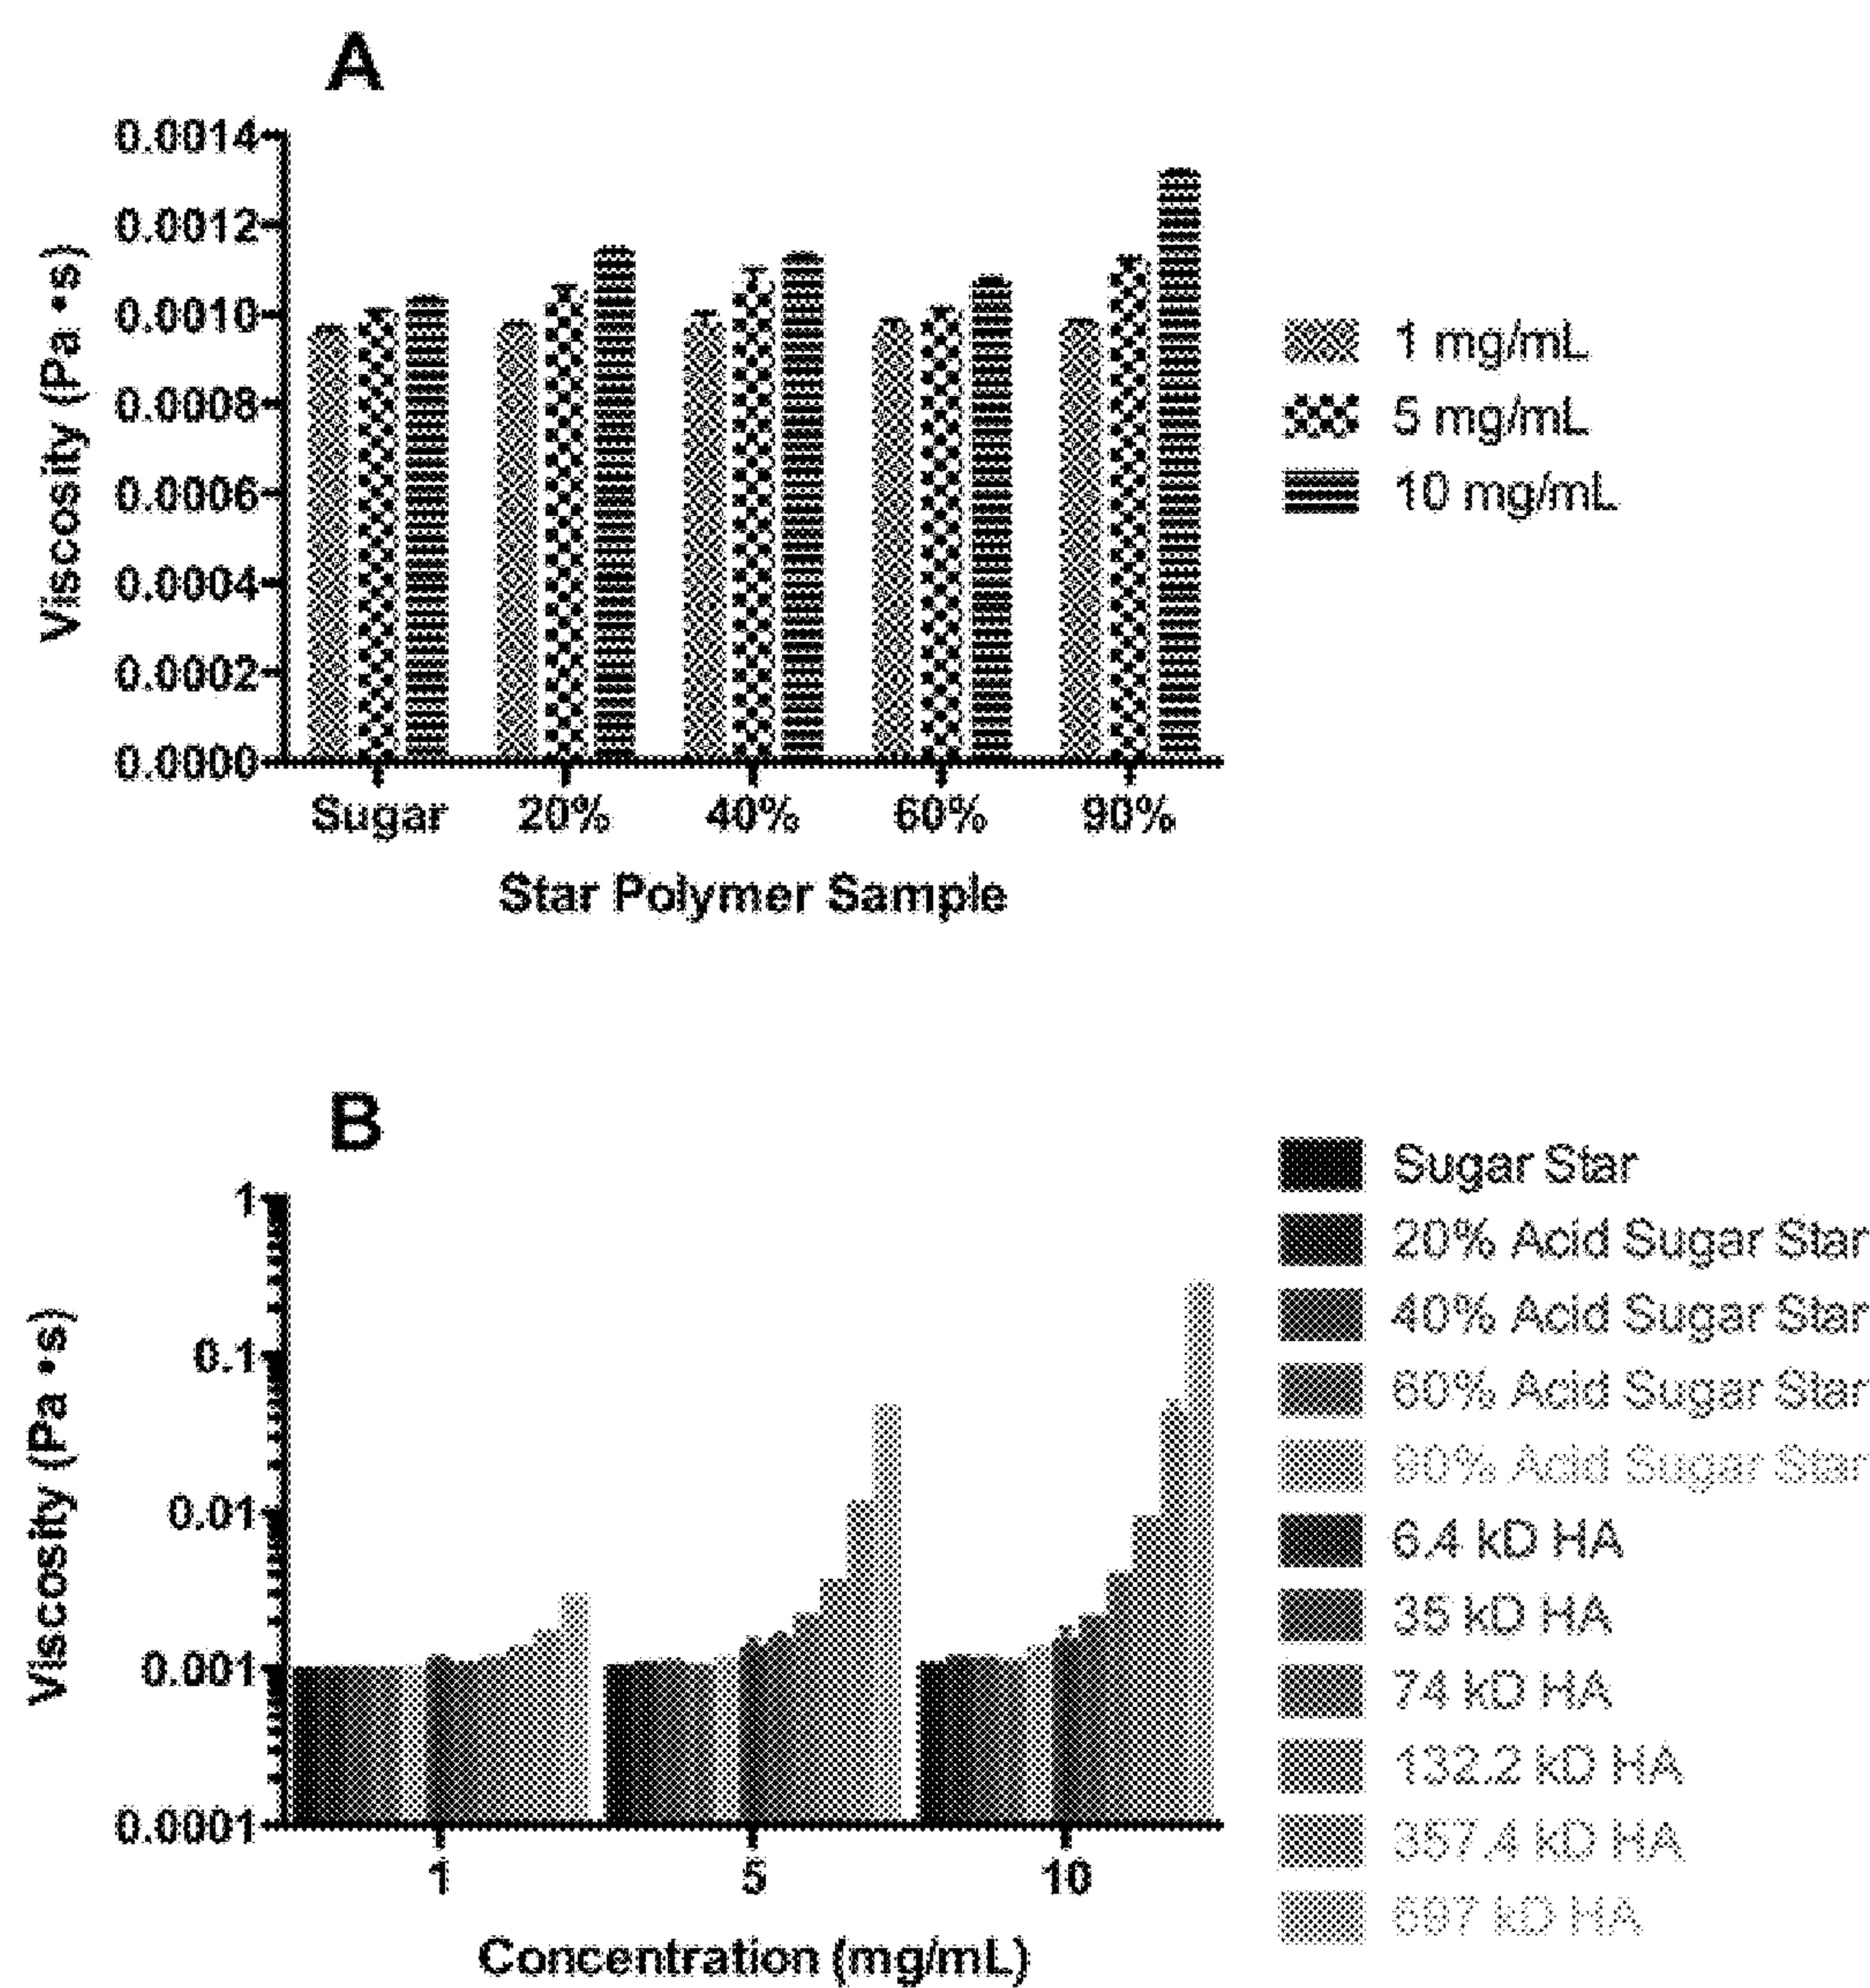 A
0.0014
0.0012
0.0010
0.0008
0.0006
0.0004
0.0002
0.0000
Viscosity (Pa •s)
Sugar 20% 40% 60% 90%
Star Polymer Sample
1 mg/mL
5 mg/mL
10 mg/mL
B
1
0.1
0.01
0.001
0.0001
Viscosity (Pa •s)
1 5 10
Concentration (mg/mL)
Sugar Star
20% Acid Sugar Star
40% Acid Sugar Star
60% Acid Sugar Star
90% Acid Sugar Star
6.4 kD HA
35 kD HA
74 kD HA
132.2 kD HA
357.4 kD HA
697 kD HA